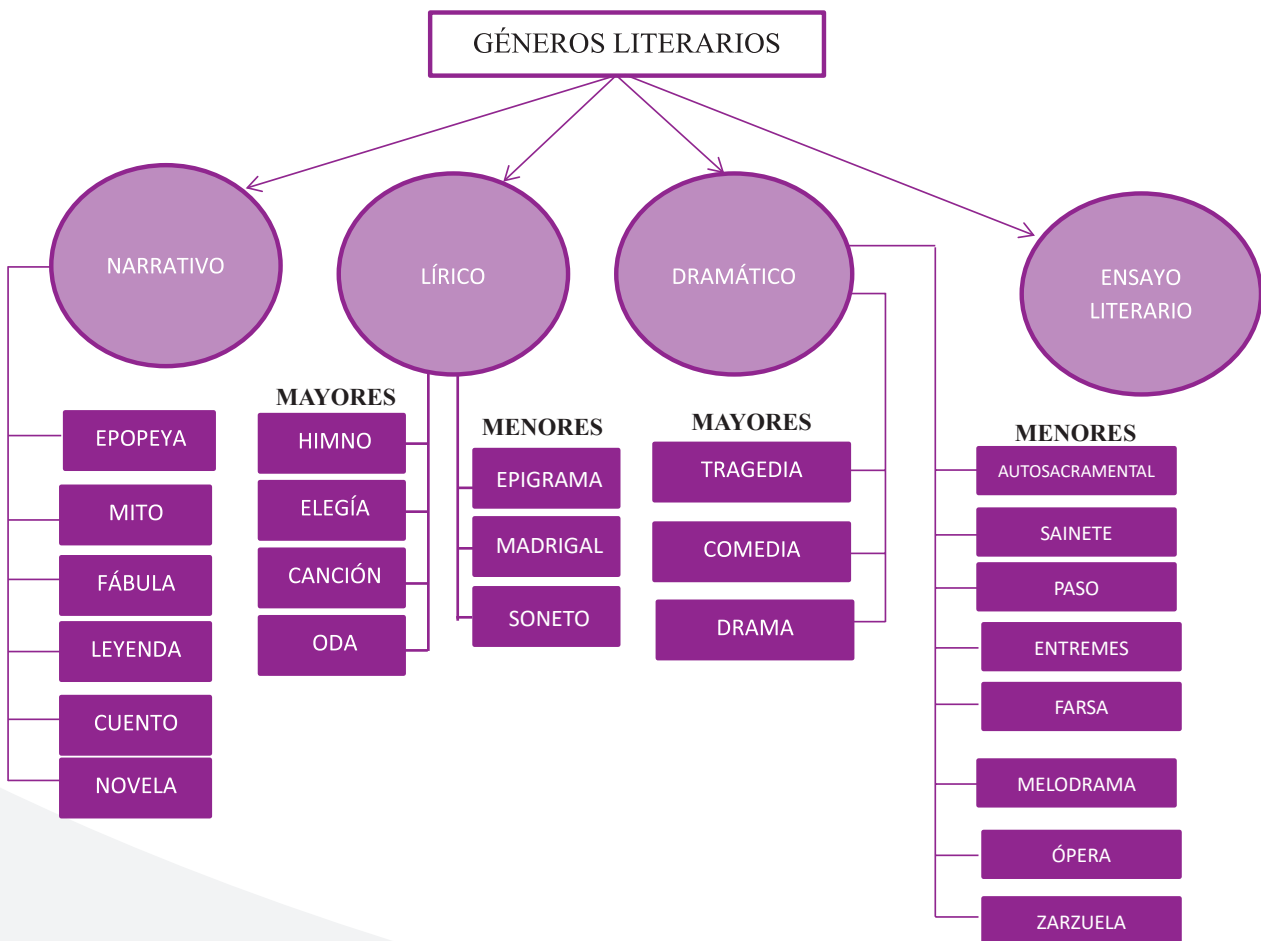 GÉNEROS LITERARIOS
NARRATIVO
LÍRICO
DRAMÁTICO
ENSAYO
LITERARIO
EPOPEYA
MITO
FÁBULA
LEYENDA
CUENTO
NOVELA
MAYORES
HIMNO
ELEGÍA
CANCIÓN
ODA
MENORES
EPIGRAMA
MADRIGAL
SONETO
MAYORES
TRAGEDIA
COMEDIA
DRAMA
MENORES
AUTOSACRAMENTAL
SAINETE
PASO
ENTREMES
FARSA
MELODRAMA
ÓPERA
ZARZUELA